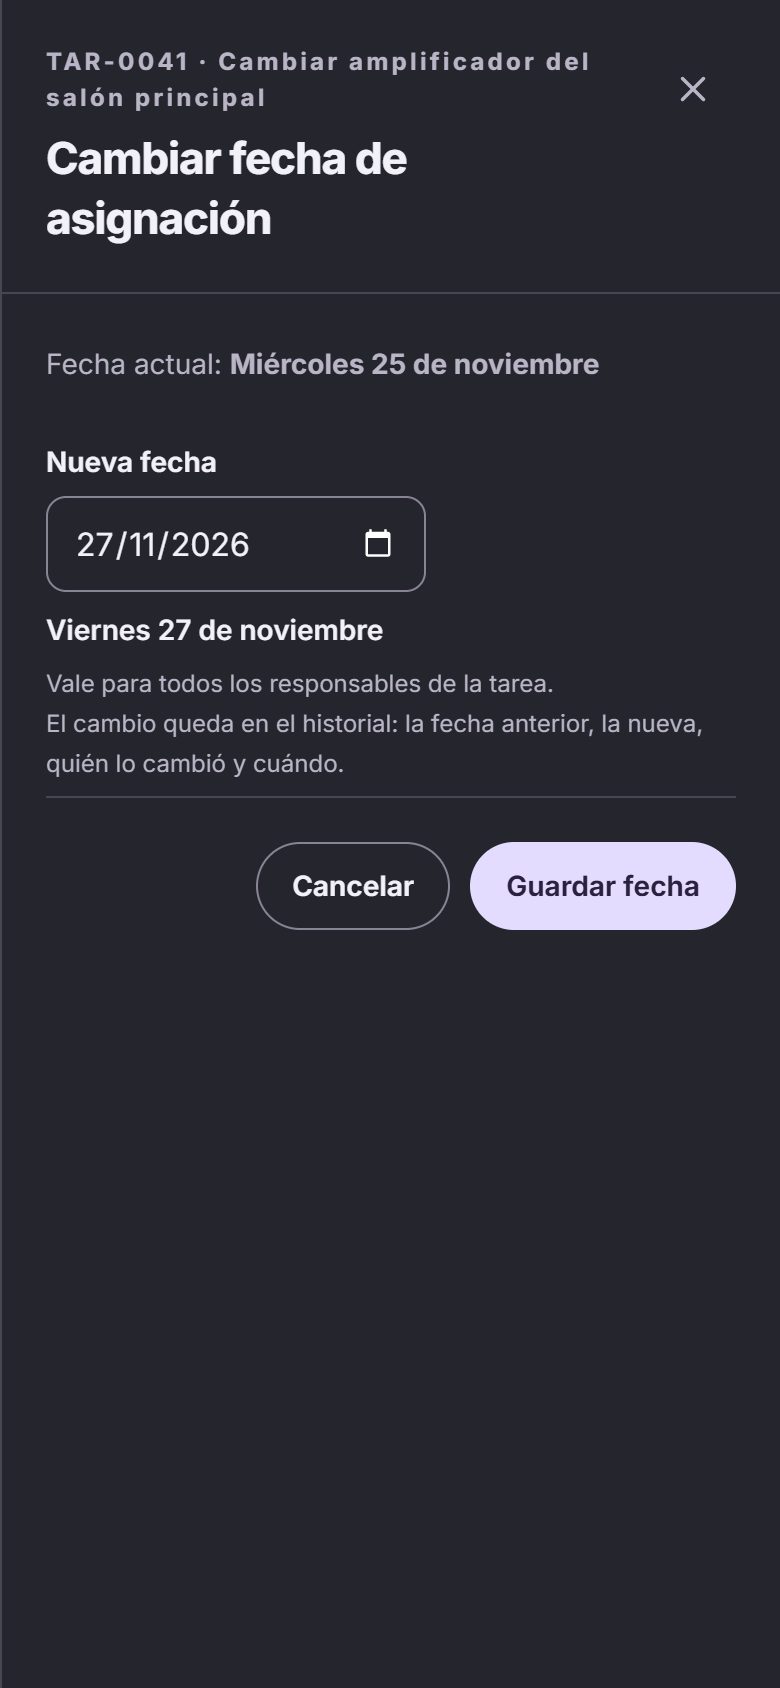 TAR-0041 · Cambiar amplificador del
salón principal
Cambiar fecha de
asignación
Fecha actual: Miércoles 25 de noviembre
Nueva fecha
27/11/2026
Viernes 27 de noviembre
Vale para todos los responsables de la tarea.
El cambio queda en el historial: la fecha anterior, la nueva,
quién lo cambió y cuándo.
Cancelar
Guardar fecha